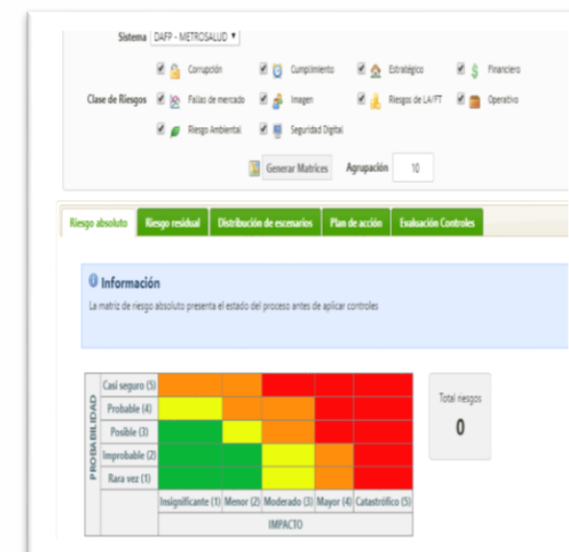 Sistema DAFP - METROSALUD
Corrupción Cumplimiento Estratégico Financiero
Clase de Riesgos Fallas de mercado Imagen Riesgos de LA/FT Operativo
Riesgo Ambiental Seguridad Digital
Generar Matrices Agrupación 10
Riesgo absoluto Riesgo residual Distribución de escenarios Plan de acción Evaluación Controles
Información
La matriz de riesgo absoluto presenta el estado del proceso antes de aplicar controles
PROBABILIDAD
Casi seguro (5)
Probable (4)
Posible (3)
Improbable (2)
Rara vez (1)
Insignificante (1) Menor (2) Moderado (3) Mayor (4) Catastrófico (5)
IMPACTO
Total riesgos
0